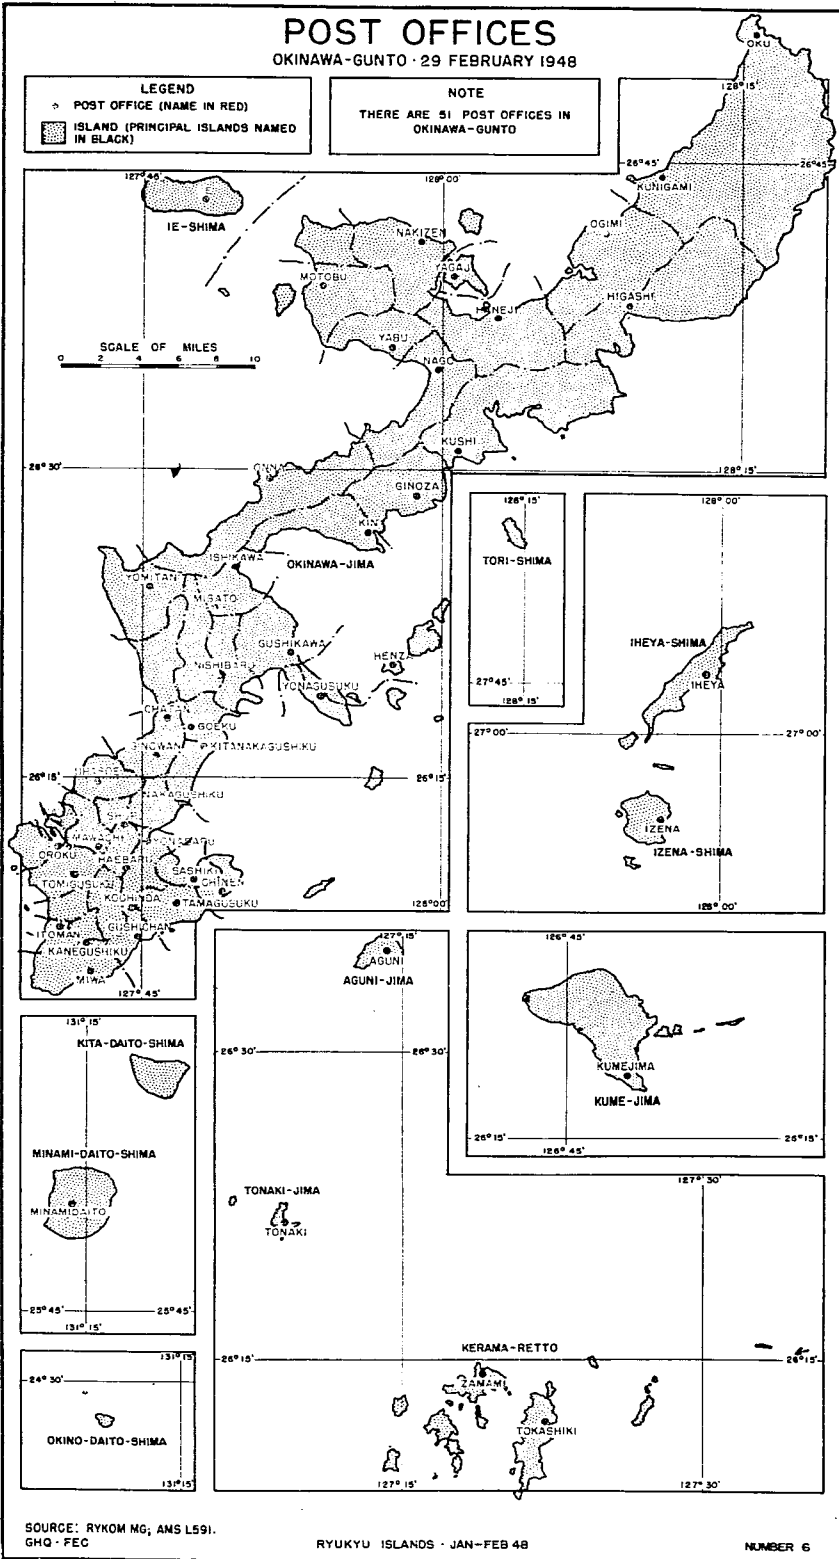 POST OFFICES
OKINAWA-GUNTO · 29 FEBRUARY 1948
LEGEND
POST OFFICE (NAME IN RED)
ISLAND (PRINCIPAL ISLANDS NAMED
IN BLACK)
NOTE
THERE ARE 51 POST OFFICES IN
OKINAWA-GUNTO
OKU
128° 15'
26° 45'
26° 45'
KUNIGAMI
127° 45'
128° 00'
IE-SHIMA
NAKIZEN
OGIMI
YAGAJI
MOTOBU
HANEJI
HIGASHI
SCALE OF MILES
0 2 4 6 8 10
YABU
NAGO
KUSHI
26° 30'
ONNA
128° 15'
GINOZA
KIN
ISHIKAWA
OKINAWA-JIMA
YOMITAN
MISATO
GUSHIKAWA
HENZA
NISHIBARU
YONAGUSUKU
CHATAN
GOEKU
GINOWAN
KITANAKAGUSHIKU
26° 15'
26° 15'
NAKAGUSHIKU
MAWASHI
YONABARU
OROKU
HAEBARU
SASHIKI
CHINEN
TOMIGUSUKU
KOCHINDA
TAMAGUSUKU
128° 00'
ITOMAN
GUSHICHAN
KANEGUSHIKU
MIWA
127° 45'
128° 15'
TORI-SHIMA
27° 45'
128° 15'
128° 00'
IHEYA-SHIMA
IHEYA
27° 00'
27° 00'
IZENA
IZENA-SHIMA
128° 00'
127° 15'
AGUNI
AGUNI-JIMA
26° 30'
26° 30'
126° 45'
KUMEJIMA
KUME-JIMA
26° 15'
26° 15'
126° 45'
131° 15'
KITA-DAITO-SHIMA
MINAMI-DAITO-SHIMA
MINAMIDAITO
25° 45'
25° 45'
131° 15'
TONAKI-JIMA
TONAKI
127° 30'
KERAMA-RETTO
26° 15'
26° 15'
ZAMAMI
TOKASHIKI
127° 15'
127° 30'
131° 15'
24° 30'
OKINO-DAITO-SHIMA
131° 15'
SOURCE: RYKOM MG; AMS L591.
GHQ - FEC
RYUKYU ISLANDS · JAN-FEB 48
NUMBER 6